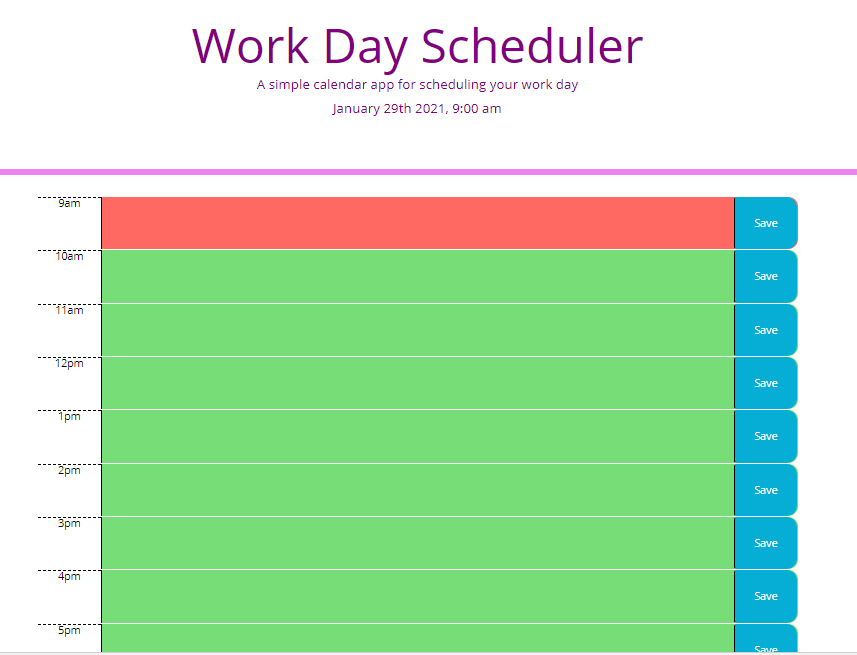 Work Day Scheduler
A simple calendar app for scheduling your work day
January 29th 2021, 9:00 am
9am
Save
10am
Save
11am
Save
12pm
Save
1pm
Save
2pm
Save
3pm
Save
4pm
Save
5pm
Save